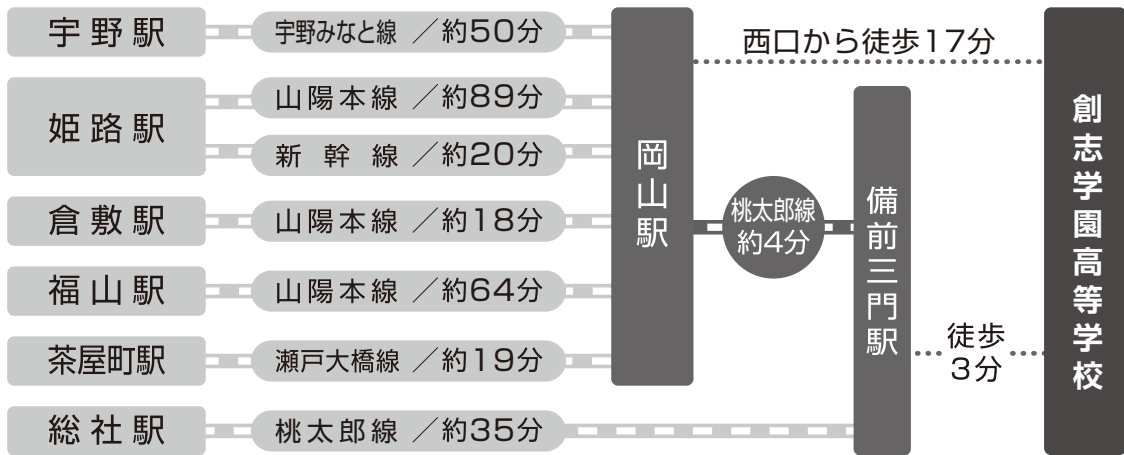 宇野駅
宇野みなと線 ／約50分
姫路駅
山陽本線 ／約89分
新幹線 ／約20分
倉敷駅
山陽本線 ／約18分
福山駅
山陽本線 ／約64分
茶屋町駅
瀬戸大橋線 ／約19分
総社駅
桃太郎線 ／約35分
岡山駅
西口から徒歩17分
桃太郎線
約4分
備前三門駅
徒歩
3分
創志学園高等学校